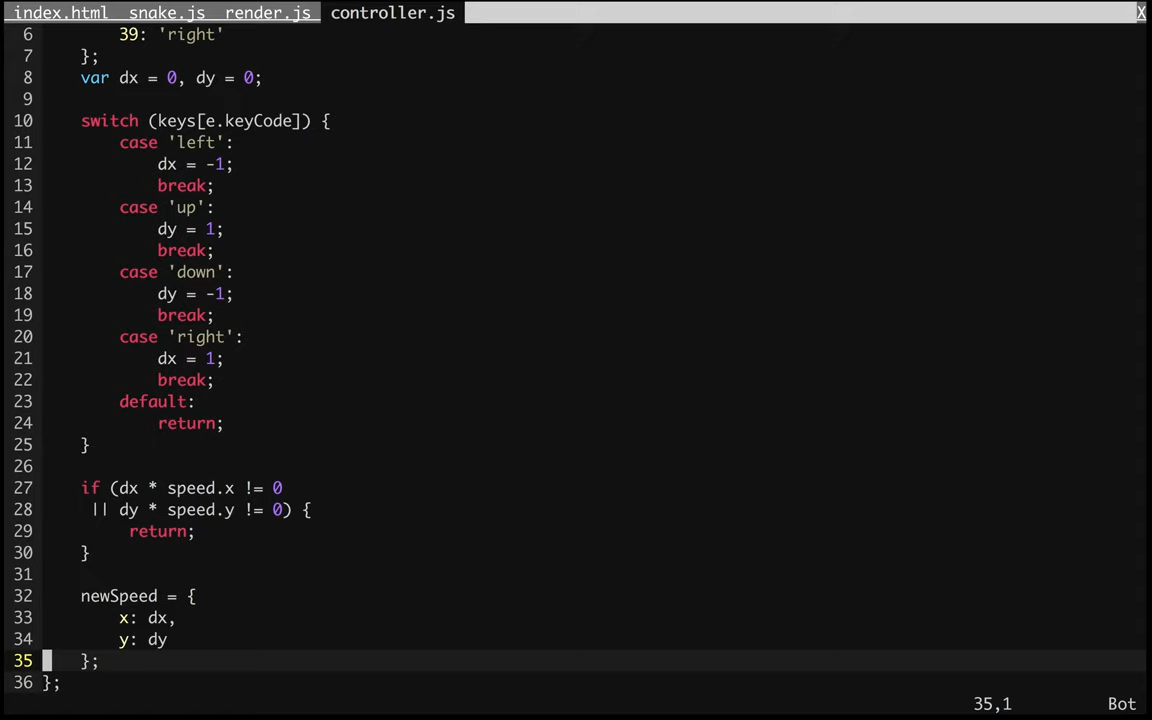 index.html snake.js render.js controller.js X
6 39: 'right'
7 };
8 var dx = 0, dy = 0;
9
10 switch (keys[e.keyCode]) {
11 case 'left':
12 dx = -1;
13 break;
14 case 'up':
15 dy = 1;
16 break;
17 case 'down':
18 dy = -1;
19 break;
20 case 'right':
21 dx = 1;
22 break;
23 default:
24 return;
25 }
26
27 if (dx * speed.x != 0
28 || dy * speed.y != 0) {
29 return;
30 }
31
32 newSpeed = {
33 x: dx,
34 y: dy
35 };
36 };
35,1 Bot